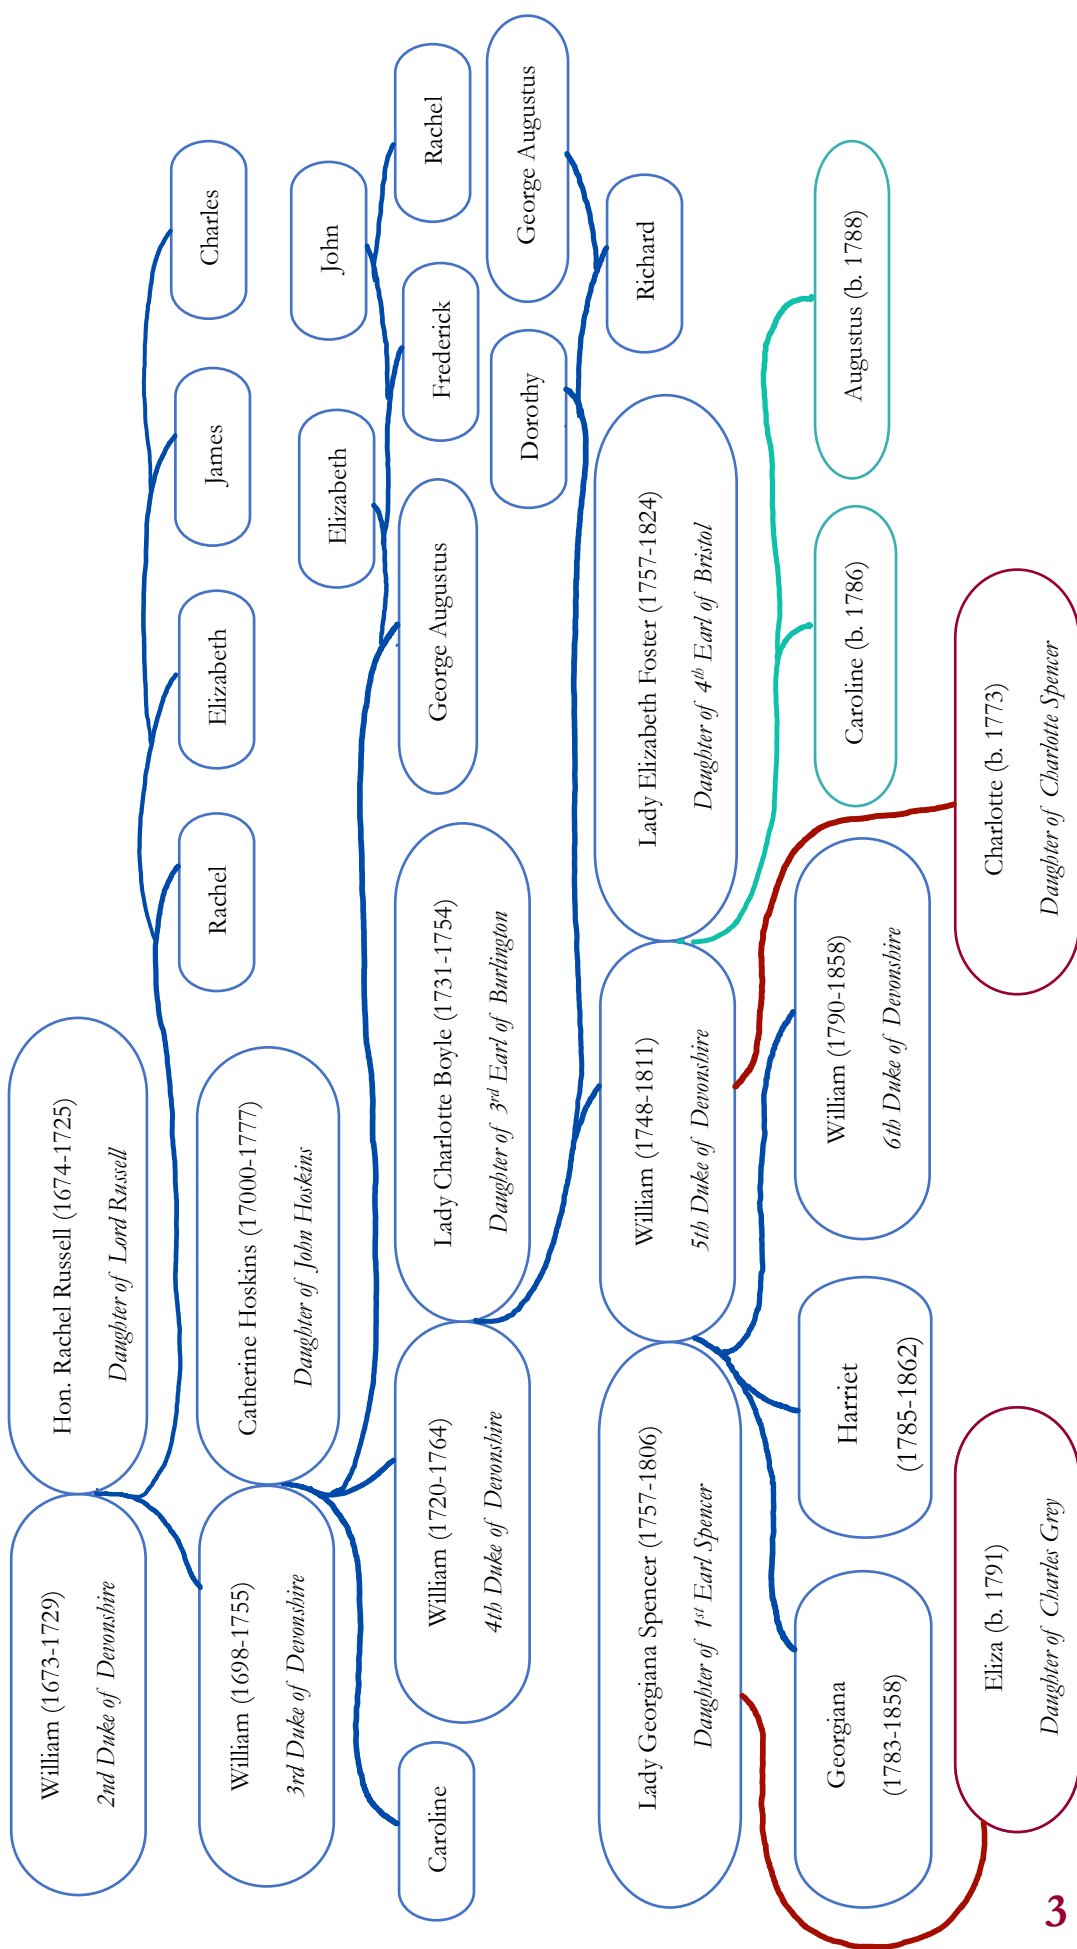 William (1673-1729)
2nd Duke of Devonshire
Hon. Rachel Russell (1674-1725)
Daughter of Lord Russell
William (1698-1755)
3rd Duke of Devonshire
Catherine Hoskins (17000-1777)
Daughter of John Hoskins
Rachel
Elizabeth
James
Charles
Caroline
William (1720-1764)
4th Duke of Devonshire
Lady Charlotte Boyle (1731-1754)
Daughter of 3rd Earl of Burlington
George Augustus
Elizabeth
Frederick
John
Rachel
Lady Georgiana Spencer (1757-1806)
Daughter of 1st Earl Spencer
William (1748-1811)
5th Duke of Devonshire
Lady Elizabeth Foster (1757-1824)
Daughter of 4th Earl of Bristol
Dorothy
Richard
George Augustus
Georgiana
(1783-1858)
Harriet
(1785-1862)
William (1790-1858)
6th Duke of Devonshire
Caroline (b. 1786)
Augustus (b. 1788)
Eliza (b. 1791)
Daughter of Charles Grey
Charlotte (b. 1773)
Daughter of Charlotte Spencer
3